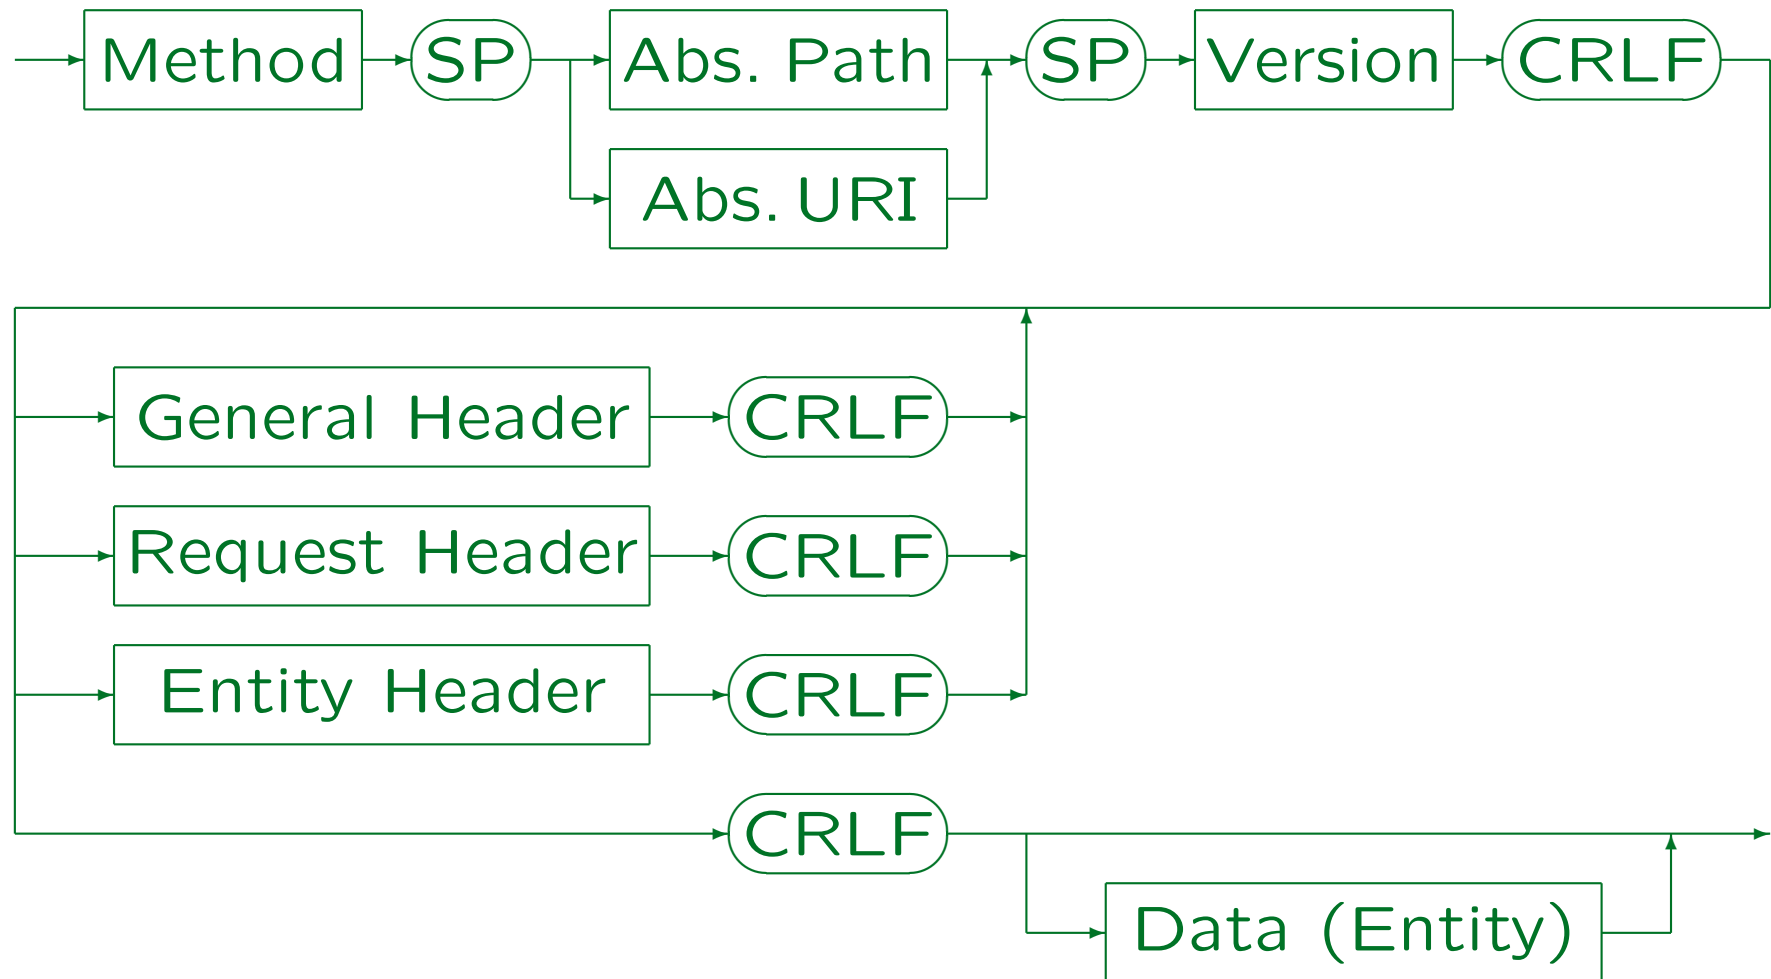 Method SP Abs. Path SP Version CRLF
Abs. URI
General Header CRLF
Request Header CRLF
Entity Header CRLF
CRLF
Data (Entity)